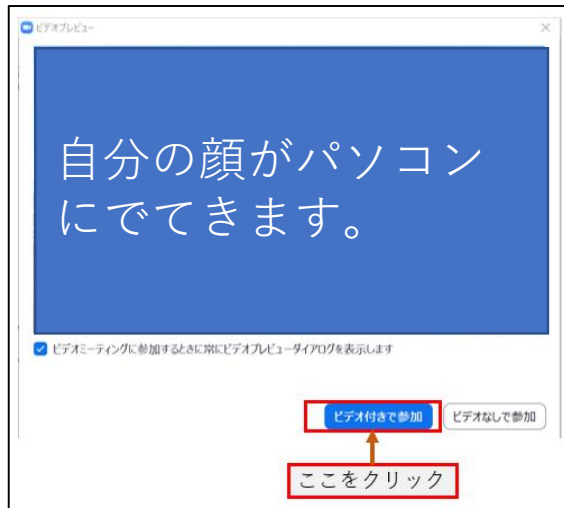 ビデオプレビュー
自分の顔がパソコン
にでてきます。
ビデオミーティングに参加するときに常にビデオプレビューダイアログを表示します
ビデオ付きで参加 ビデオなしで参加
ここをクリック